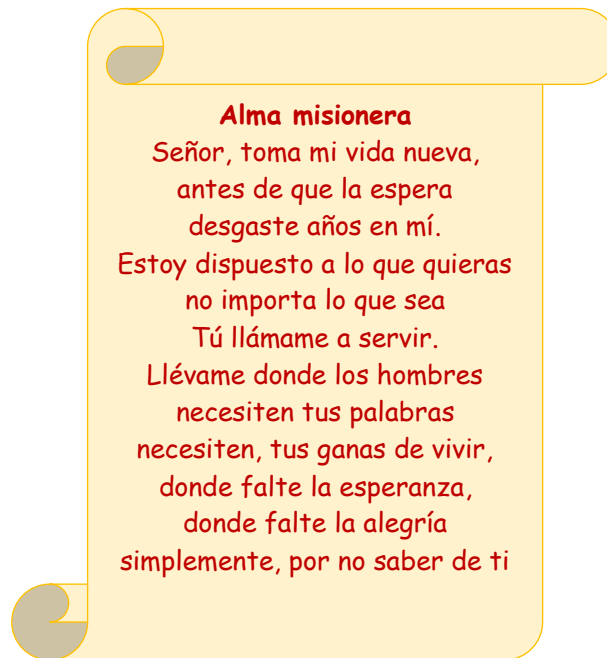 Alma misionera
Señor, toma mi vida nueva,
antes de que la espera
desgaste años en mí.
Estoy dispuesto a lo que quieras
no importa lo que sea
Tú llámame a servir.
Llévame donde los hombres
necesiten tus palabras
necesiten, tus ganas de vivir,
donde falte la esperanza,
donde falte la alegría
simplemente, por no saber de ti